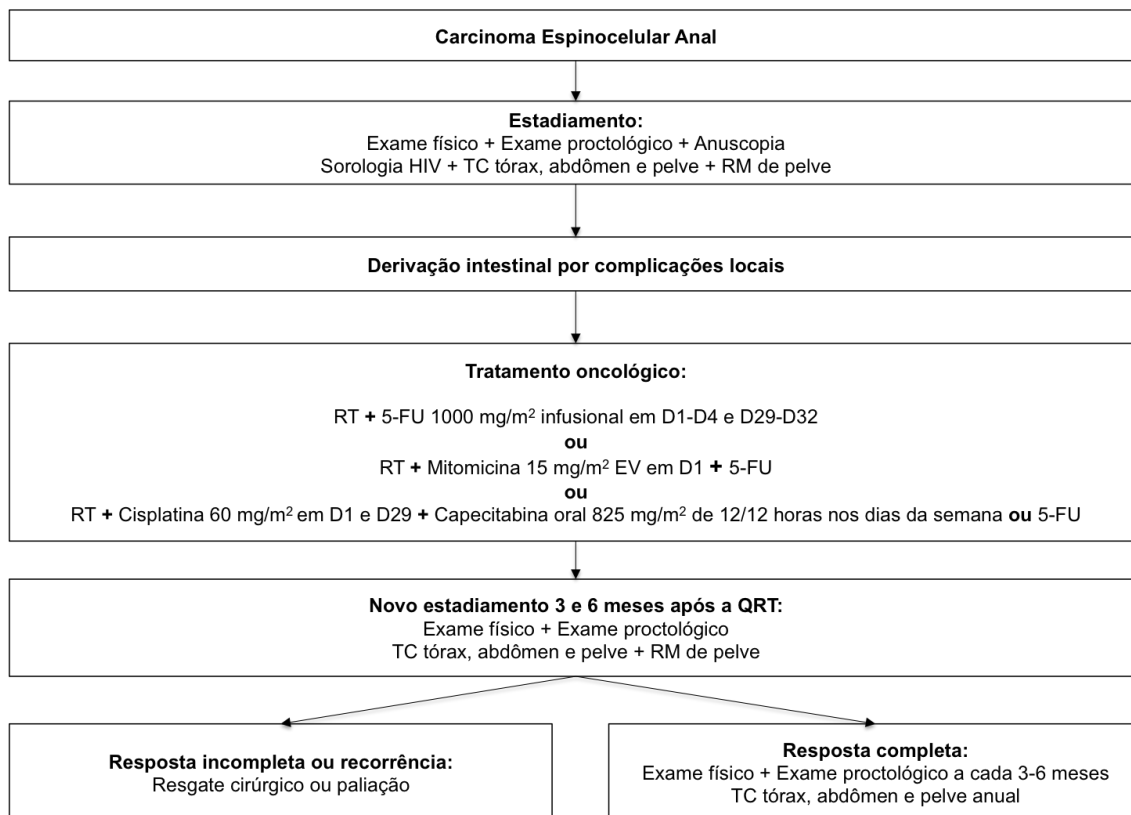 Carcinoma Espinocelular Anal
Estadiamento:
Exame físico + Exame proctológico + Anuscopia
Sorologia HIV + TC tórax, abdômen e pelve + RM de pelve
Derivação intestinal por complicações locais
Tratamento oncológico:
RT + 5-FU 1000 mg/m² infusional em D1-D4 e D29-D32
ou
RT + Mitomicina 15 mg/m² EV em D1 + 5-FU
ou
RT + Cisplatina 60 mg/m² em D1 e D29 + Capecitabina oral 825 mg/m² de 12/12 horas nos dias da semana ou 5-FU
Novo estadiamento 3 e 6 meses após a QRT:
Exame físico + Exame proctológico
TC tórax, abdômen e pelve + RM de pelve
Resposta incompleta ou recorrência:
Resgate cirúrgico ou paliação
Resposta completa:
Exame físico + Exame proctológico a cada 3-6 meses
TC tórax, abdômen e pelve anual